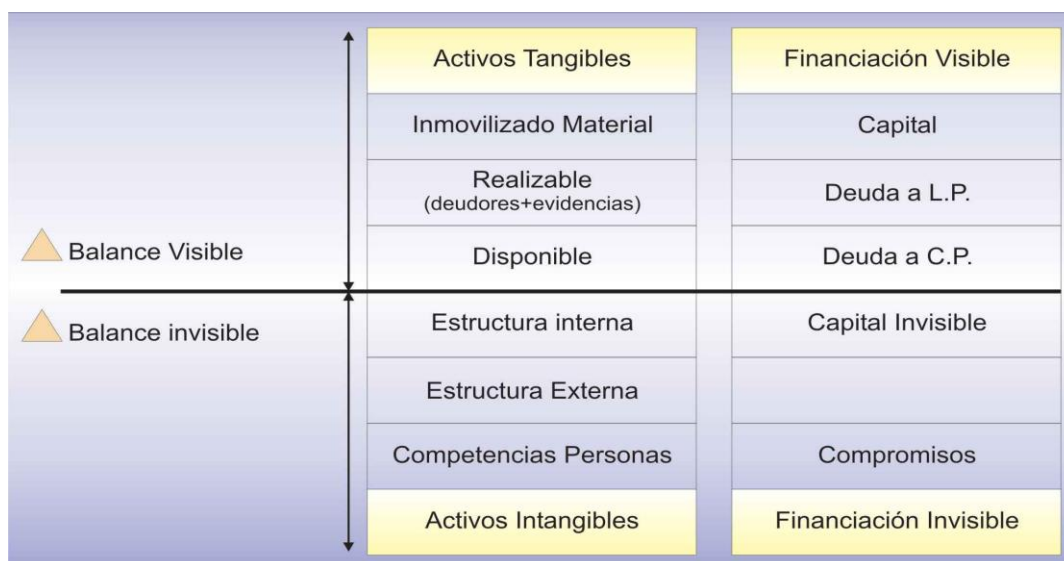 Activos Tangibles
Financiación Visible
Inmovilizado Material
Capital
Realizable
(deudores+evidencias)
Deuda a L.P.
Balance Visible
Disponible
Deuda a C.P.
Balance invisible
Estructura interna
Capital Invisible
Estructura Externa
Competencias Personas
Compromisos
Activos Intangibles
Financiación Invisible